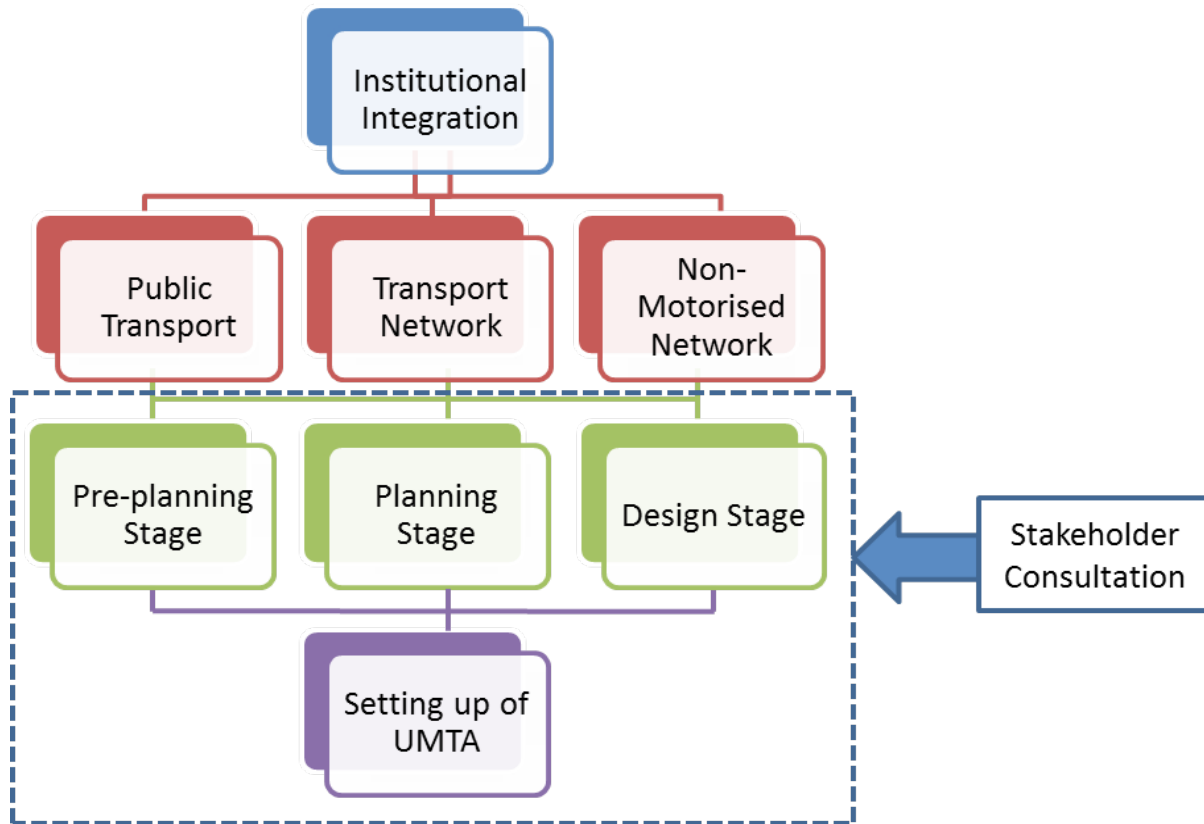 Institutional
Integration
Public
Transport
Transport
Network
Non-
Motorised
Network
Pre-planning
Stage
Planning
Stage
Design Stage
Stakeholder
Consultation
Setting up of
UMTA